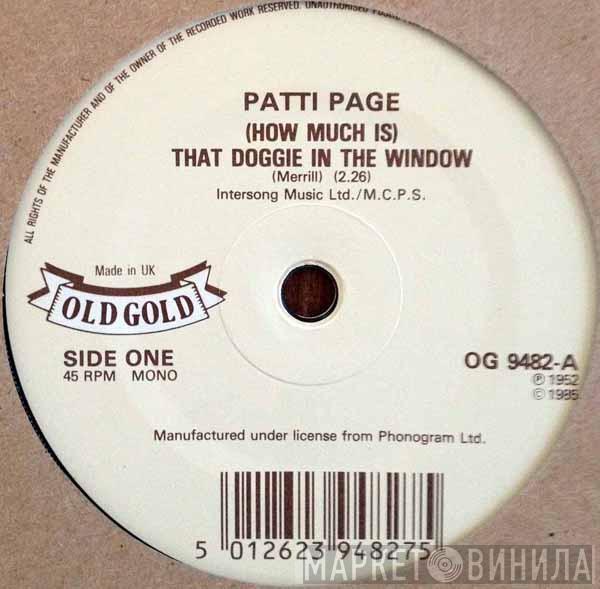 ALL RIGHTS OF THE MANUFACTURER AND OF THE OWNER OF THE RECORDED WORK RESERVED. UNAUTHORISED
PATTI PAGE
(HOW MUCH IS)
THAT DOGGIE IN THE WINDOW
(Merrill) (2.26)
Intersong Music Ltd./M.C.P.S.
Made in UK
OLD GOLD
SIDE ONE
45 RPM MONO
OG 9482-A
℗ 1952
© 1985
Manufactured under license from Phonogram Ltd.
5 012623 948275
МАРКЕТ ВИНИЛА